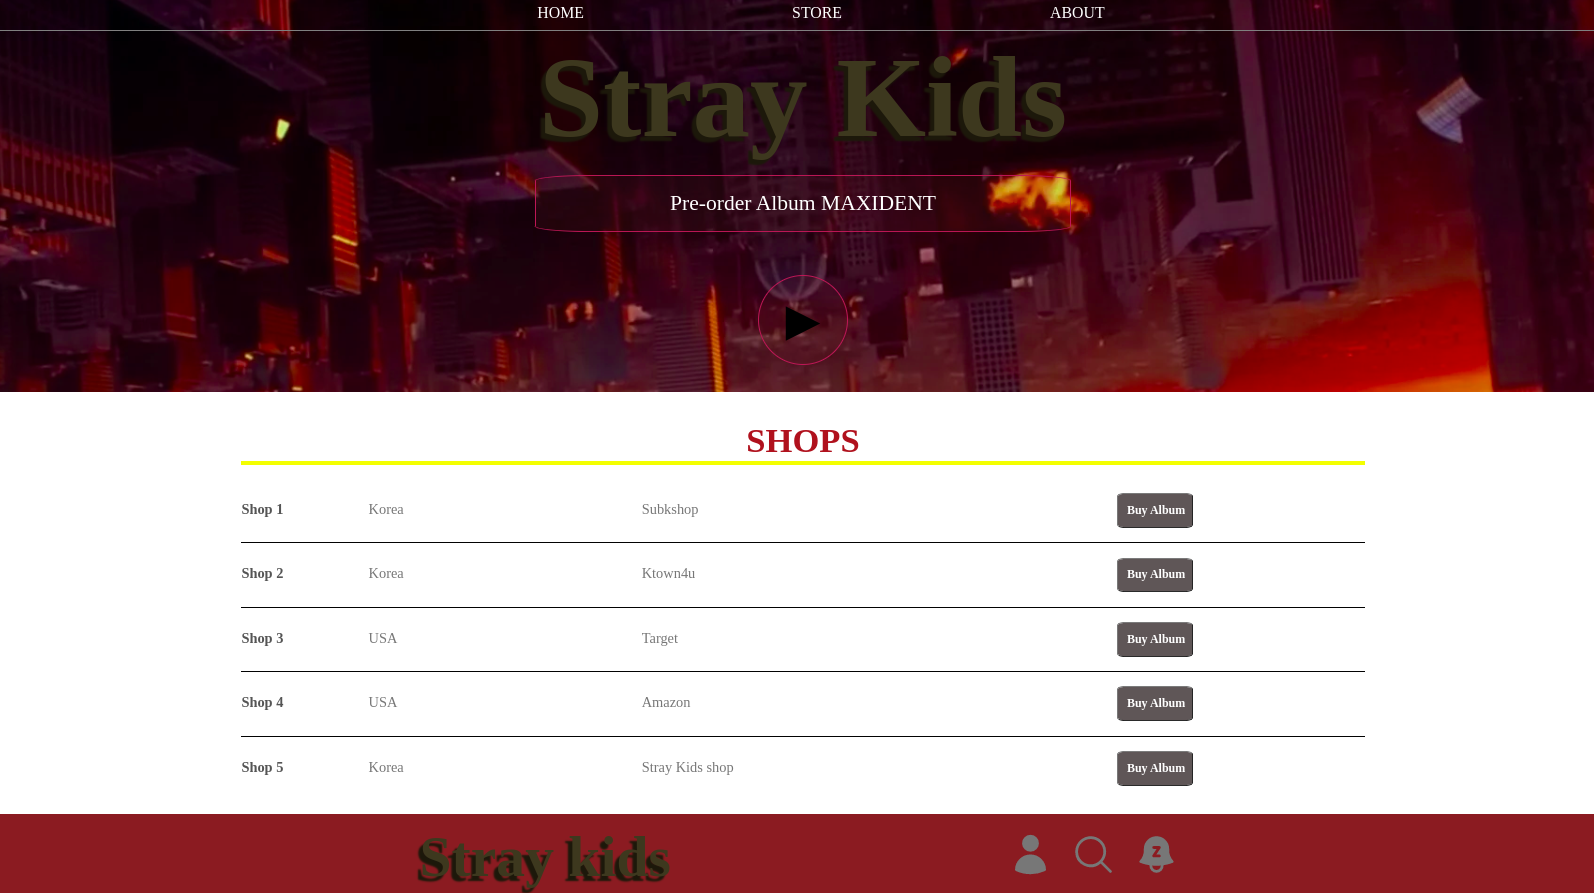 HOME STORE ABOUT
Stray Kids
Pre-order Album MAXIDENT
SHOPS
Shop 1 Korea Subkshop Buy Album
Shop 2 Korea Ktown4u Buy Album
Shop 3 USA Target Buy Album
Shop 4 USA Amazon Buy Album
Shop 5 Korea Stray Kids shop Buy Album
Stray kids
z